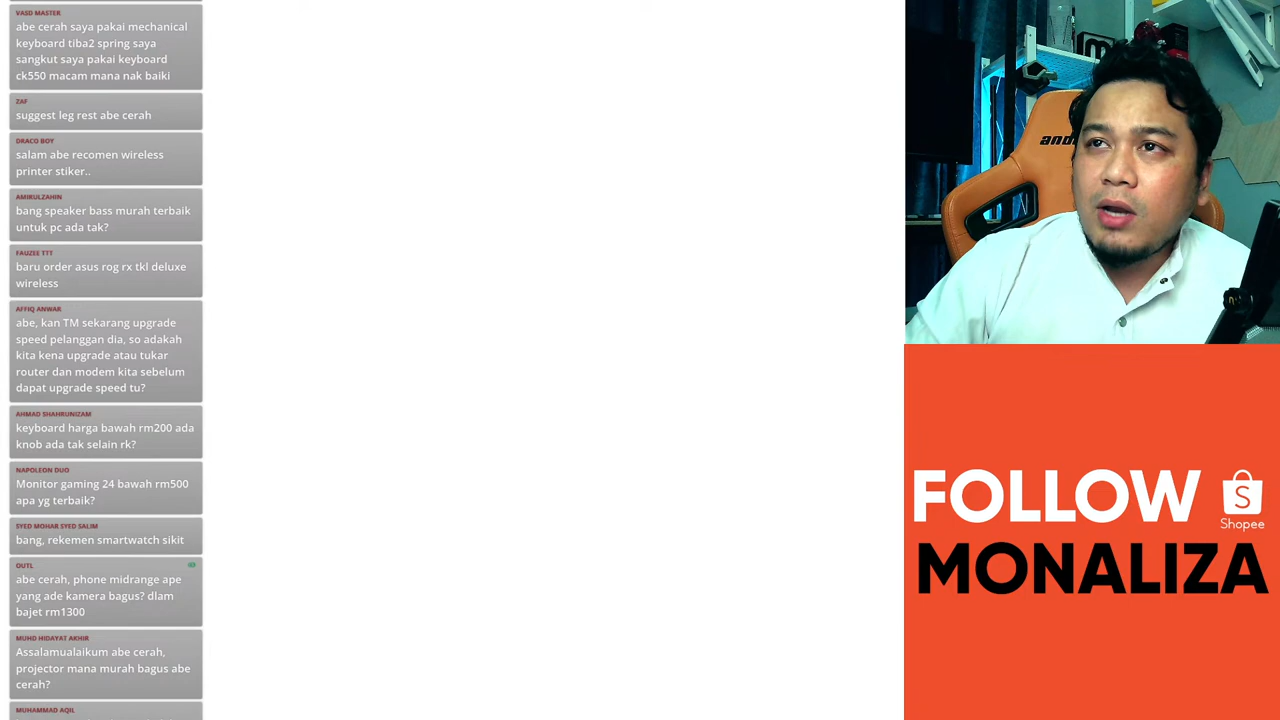 VASD MASTER
abe cerah saya pakai mechanical
keyboard tiba2 spring saya
sangkut saya pakai keyboard
ck550 macam mana nak baiki
ZAF
suggest leg rest abe cerah
DRACO BOY
salam abe recomen wireless
printer stiker..
AMIRULZAHIN
bang speaker bass murah terbaik
untuk pc ada tak?
FAUZEE TTT
baru order asus rog rx tkl deluxe
wireless
AFFIQ ANWAR
abe, kan TM sekarang upgrade
speed pelanggan dia, so adakah
kita kena upgrade atau tukar
router dan modem kita sebelum
dapat upgrade speed tu?
AHMAD SHAHRUNIZAM
keyboard harga bawah rm200 ada
knob ada tak selain rk?
NAPOLEON DUO
Monitor gaming 24 bawah rm500
apa yg terbaik?
SYED MOHAR SYED SALIM
bang, rekemen smartwatch sikit
OUTL
abe cerah, phone midrange ape
yang ade kamera bagus? dlam
bajet rm1300
MUHD HIDAYAT AKHIR
Assalamualaikum abe cerah,
projector mana murah bagus abe
cerah?
MUHAMMAD AQIL
FOLLOW
Shopee
MONALIZA